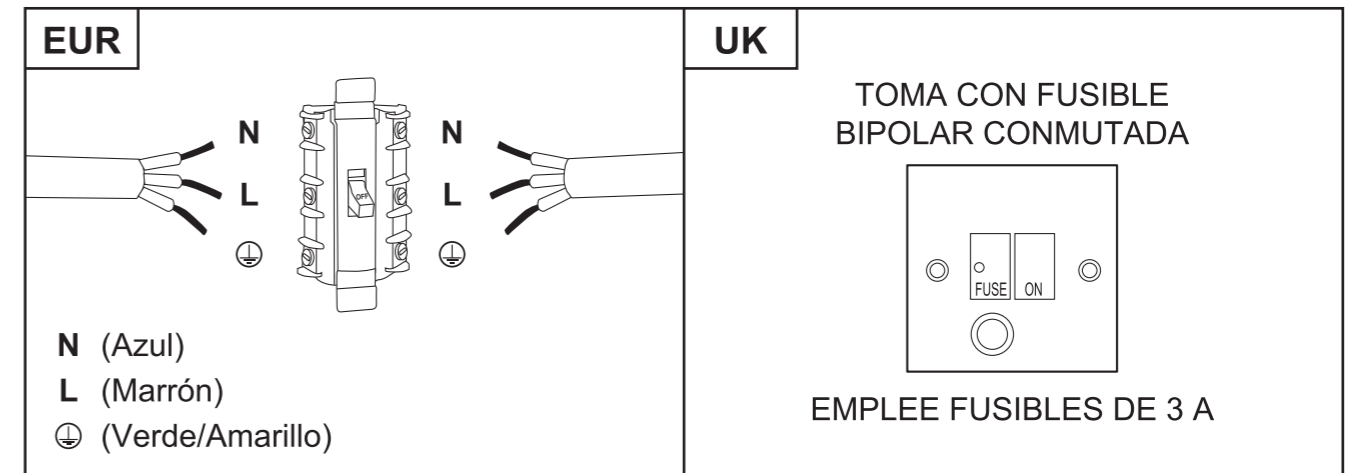 EUR
N
L
N
L
OFF
N (Azul)
L (Marrón)
(Verde/Amarillo)
UK
TOMA CON FUSIBLE
BIPOLAR CONMUTADA
FUSE ON
EMPLEE FUSIBLES DE 3 A